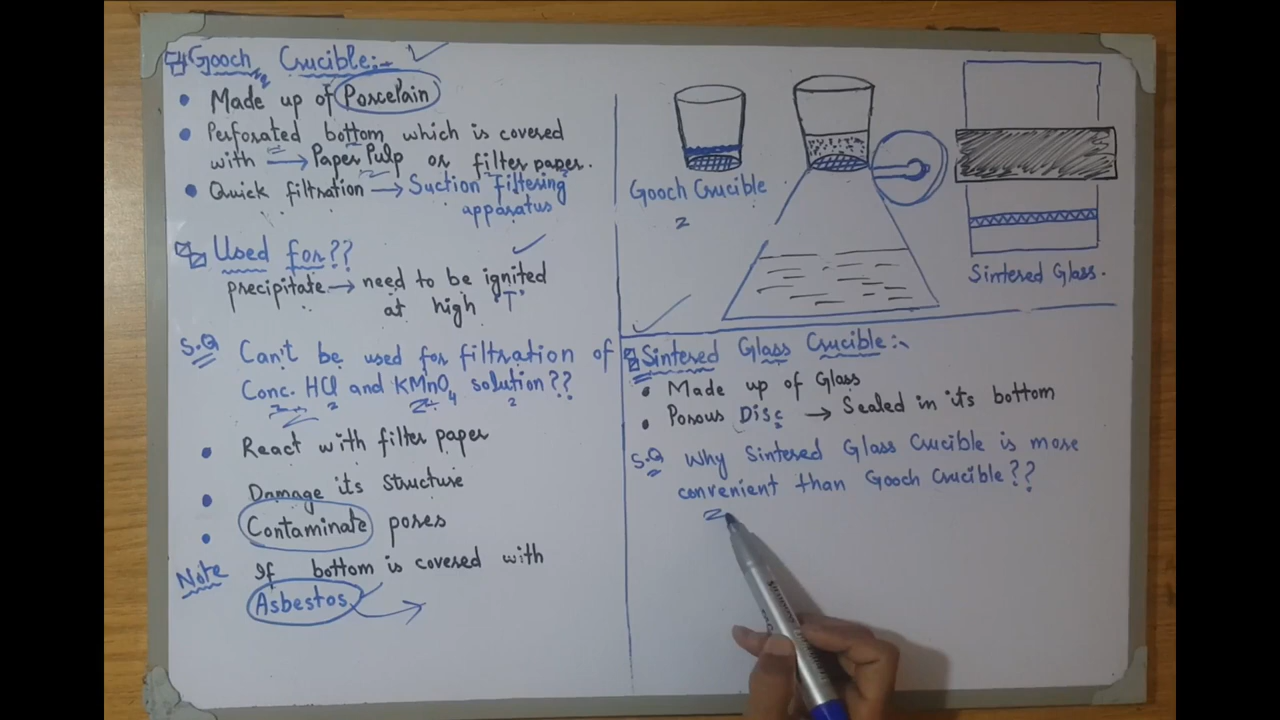 Gooch Crucible:-
• Made up of Porcelain
• Perforated bottom which is covered
with → Paper Pulp or filter paper.
• Quick filtration → Suction filtering
apparatus
Used for??
precipitate → need to be ignited
at high "T"
S.Q Can't be used for filtration of
Conc. HCl and KMnO4 solution??
• React with filter paper
• Damage its structure
• Contaminate pores
Note If bottom is covered with
Asbestos
Gooch Crucible
Sintered Glass.
Sintered Glass Crucible:-
• Made up of Glass
• Porous Disc → Sealed in its bottom
S.Q Why Sintered Glass Crucible is more
convenient than Gooch Crucible??